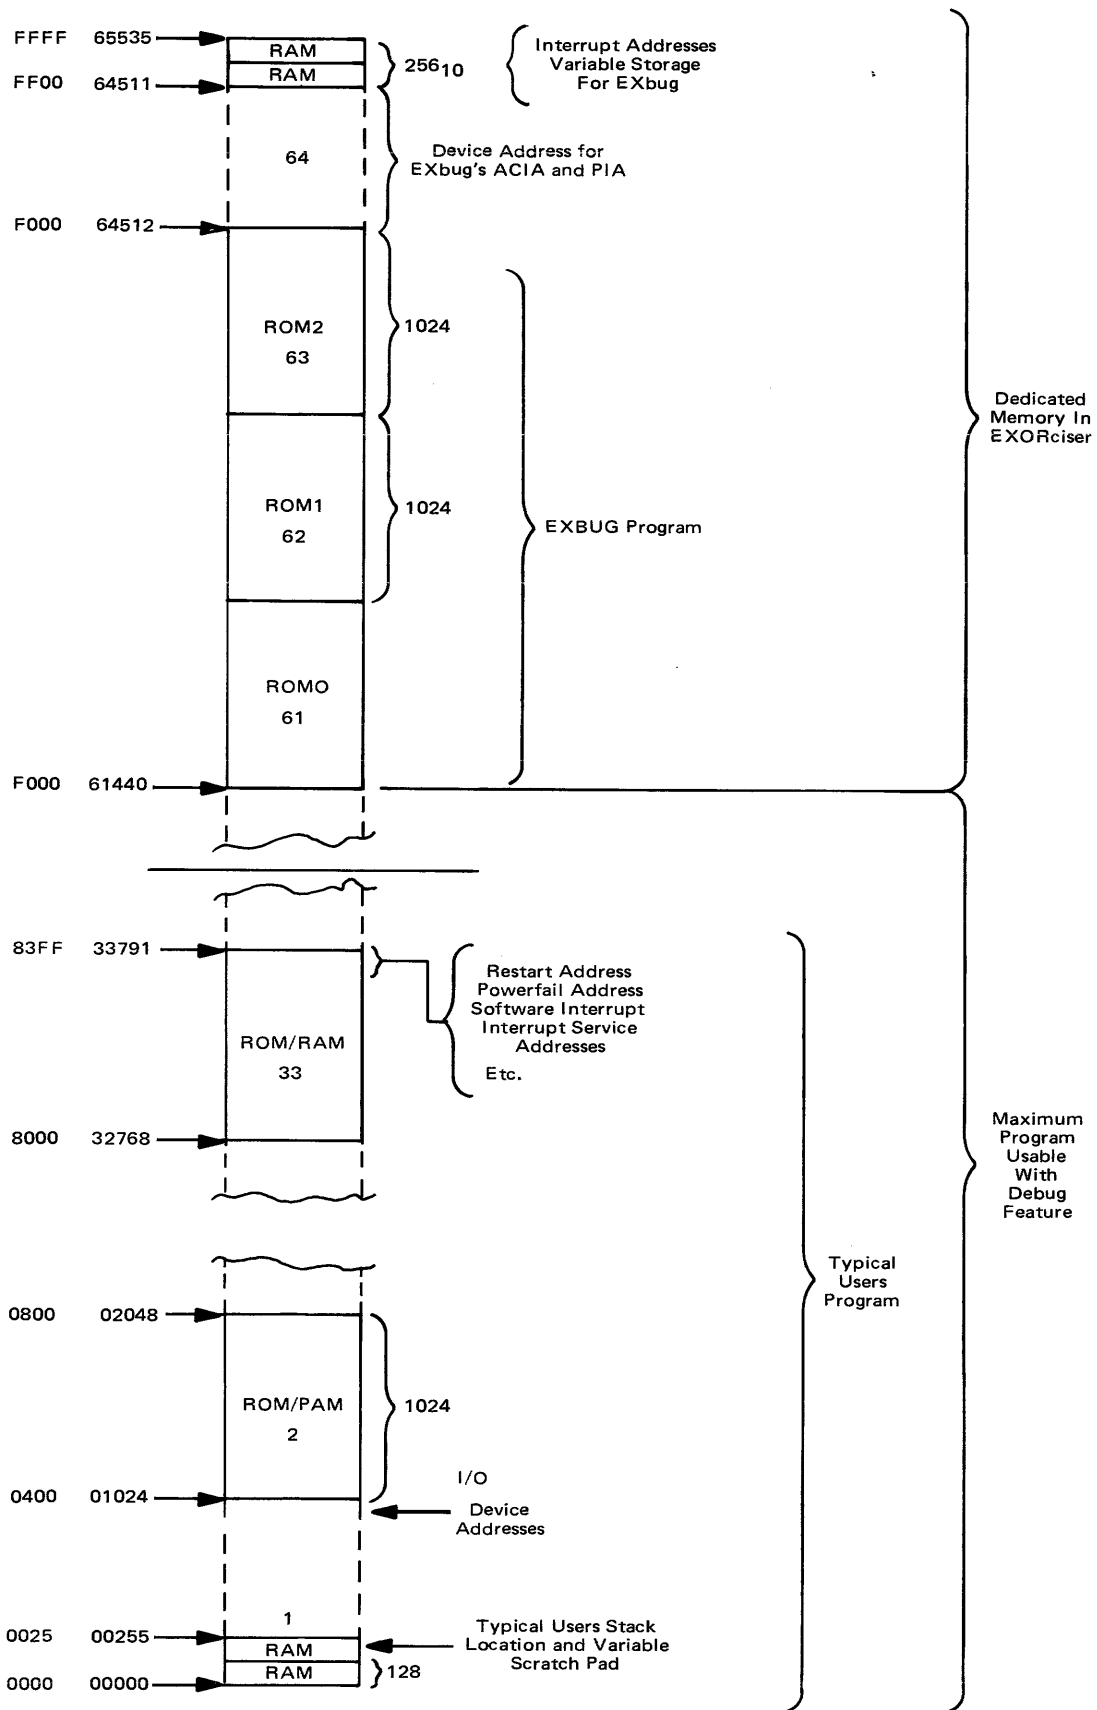 FFFF 65535
RAM
RAM
256₁₀
Interrupt Addresses
Variable Storage
For EXbug
FF00 64511
64
Device Address for
EXbug's ACIA and PIA
F000 64512
ROM2
63
1024
Dedicated
Memory In
EXORciser
ROM1
62
1024
EXBUG Program
ROMO
61
F000 61440
83FF 33791
Restart Address
Powerfail Address
Software Interrupt
Interrupt Service
Addresses
Etc.
ROM/RAM
33
8000 32768
Maximum
Program
Usable
With
Debug
Feature
Typical
Users
Program
0800 02048
ROM/PAM
2
1024
I/O
0400 01024
Device
Addresses
1
0025 00255
RAM
Typical Users Stack
Location and Variable
Scratch Pad
RAM
128
0000 00000